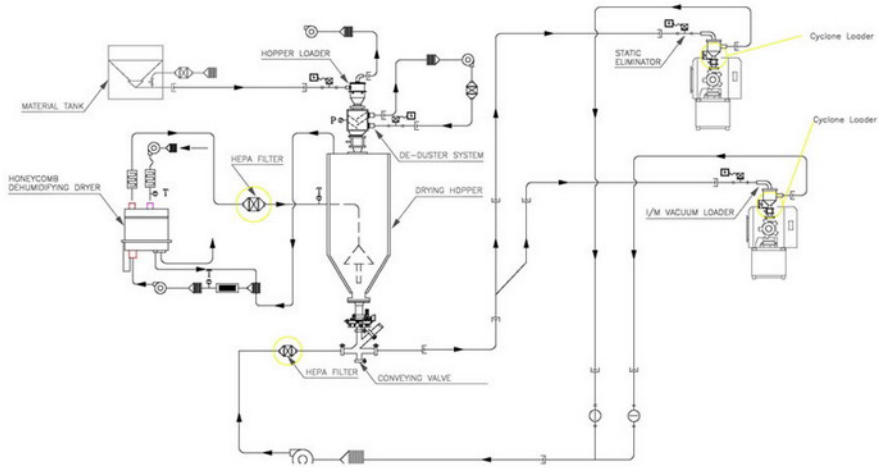 STATIC
ELIMINATOR
Cyclone Loader
HOPPER LOADER
MATERIAL TANK
Cyclone Loader
HEPA FILTER
DE-DUSTER SYSTEM
HONEYCOMB
DEHUMIDIFYING DRYER
DRYING HOPPER
I/M VACUUM LOADER
P
T
T
T
HEPA FILTER
CONVEYING VALVE